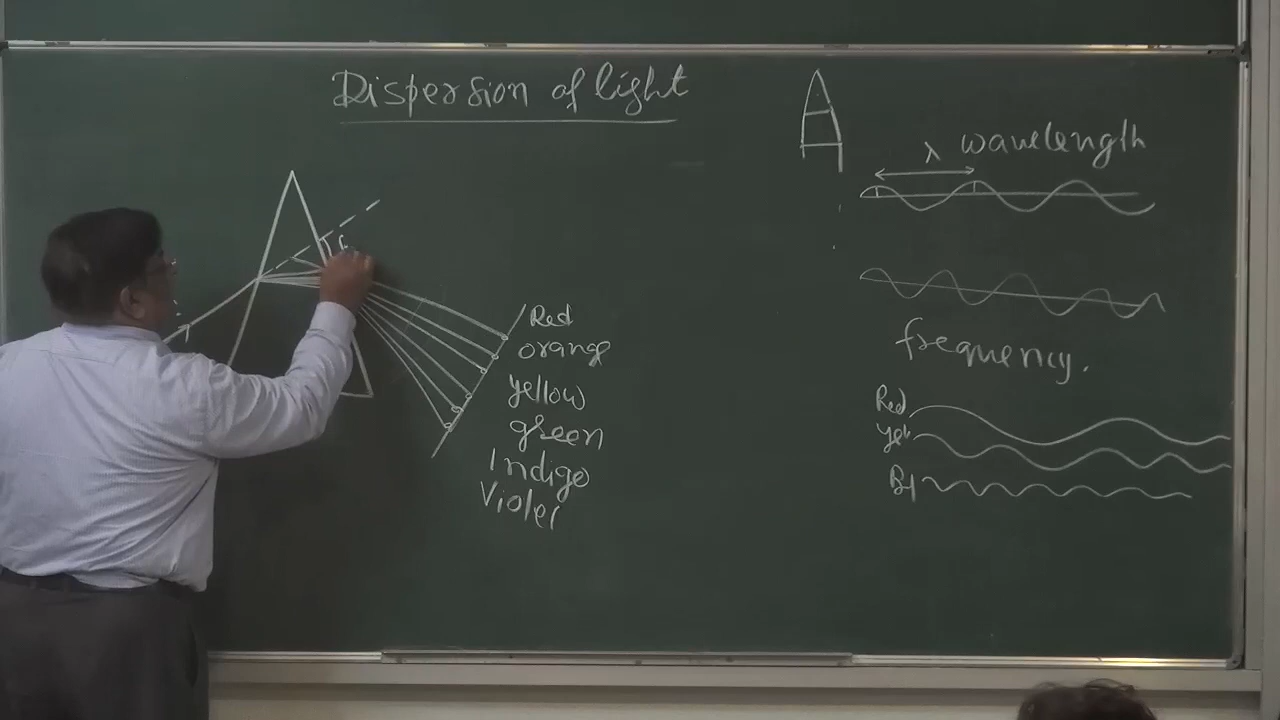 Dispersion of light
λ wavelength
frequency.
Red
orange
yellow
green
Indigo
Violet
Red
Yel
Bl